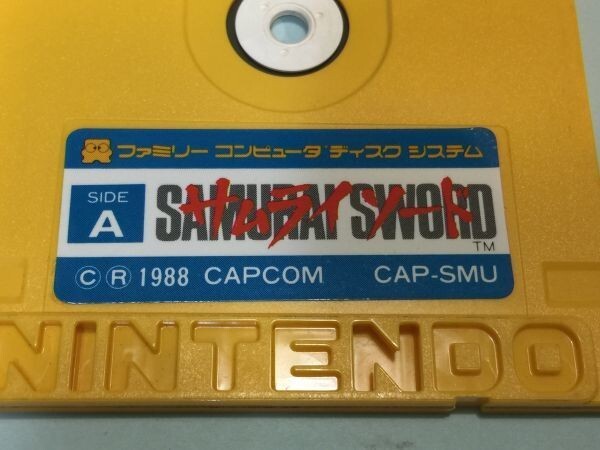 ファミリー コンピュータ ディスク システム
SIDE A
SAMURAI SWORD
サムライソード
TM
©® 1988 CAPCOM CAP-SMU
NINTENDO